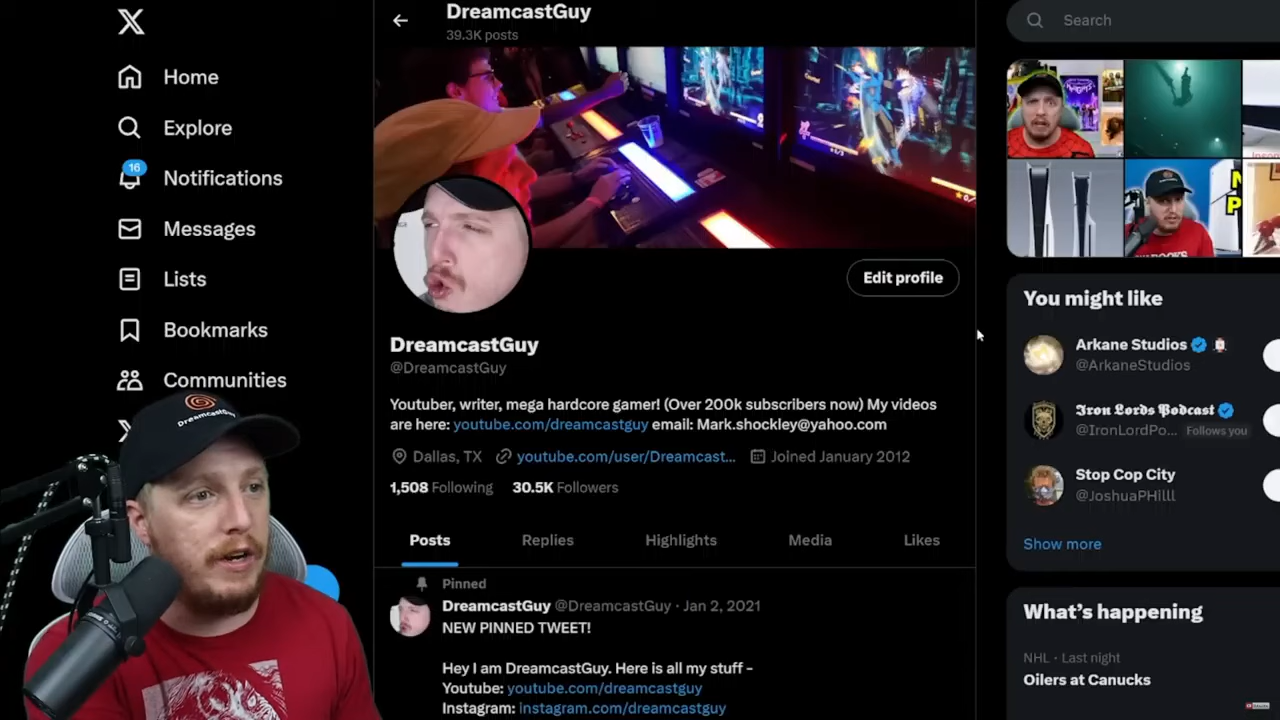 X
Home
Explore
16
Notifications
Messages
Lists
Bookmarks
Communities
DreamcastGuy
DreamcastGuy
39.3K posts
Edit profile
DreamcastGuy
@DreamcastGuy
Youtuber, writer, mega hardcore gamer! (Over 200k subscribers now) My videos
are here: youtube.com/dreamcastguy email: Mark.shockley@yahoo.com
Dallas, TX youtube.com/user/Dreamcast... Joined January 2012
1,508 Following 30.5K Followers
Posts Replies Highlights Media Likes
Pinned
DreamcastGuy @DreamcastGuy · Jan 2, 2021
NEW PINNED TWEET!
Hey I am DreamcastGuy. Here is all my stuff –
Youtube: youtube.com/dreamcastguy
Instagram: instagram.com/dreamcastguy
Search
You might like
Arkane Studios
@ArkaneStudios
Iron Lords Podcast
@IronLordPo... Follows you
Stop Cop City
@JoshuaPHilll
Show more
What's happening
NHL · Last night
Oilers at Canucks